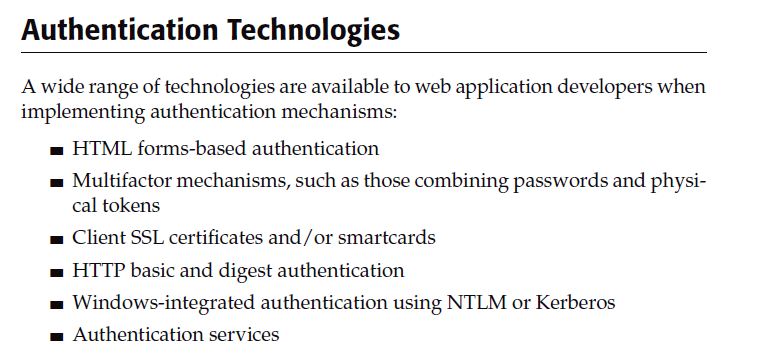 Authentication Technologies
A wide range of technologies are available to web application developers when
implementing authentication mechanisms:
■ HTML forms-based authentication
■ Multifactor mechanisms, such as those combining passwords and physi-
cal tokens
■ Client SSL certificates and/or smartcards
■ HTTP basic and digest authentication
■ Windows-integrated authentication using NTLM or Kerberos
■ Authentication services